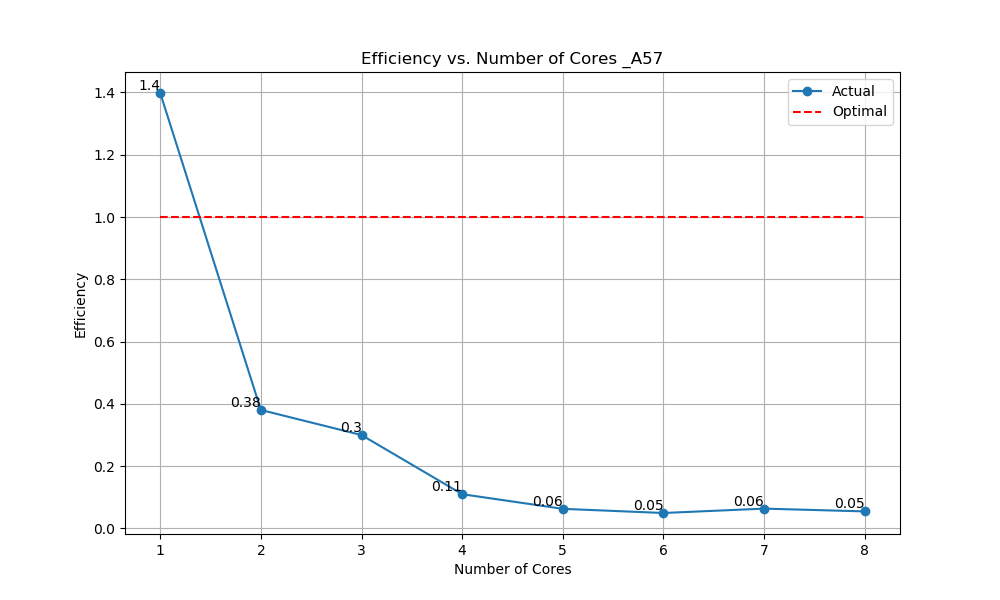 Efficiency vs. Number of Cores _A57
Actual
Optimal
Efficiency
1.4
1.2
1.0
0.8
0.6
0.4
0.2
0.0
1.4
0.38
0.3
0.11
0.06
0.05
0.06
0.05
1 2 3 4 5 6 7 8
Number of Cores